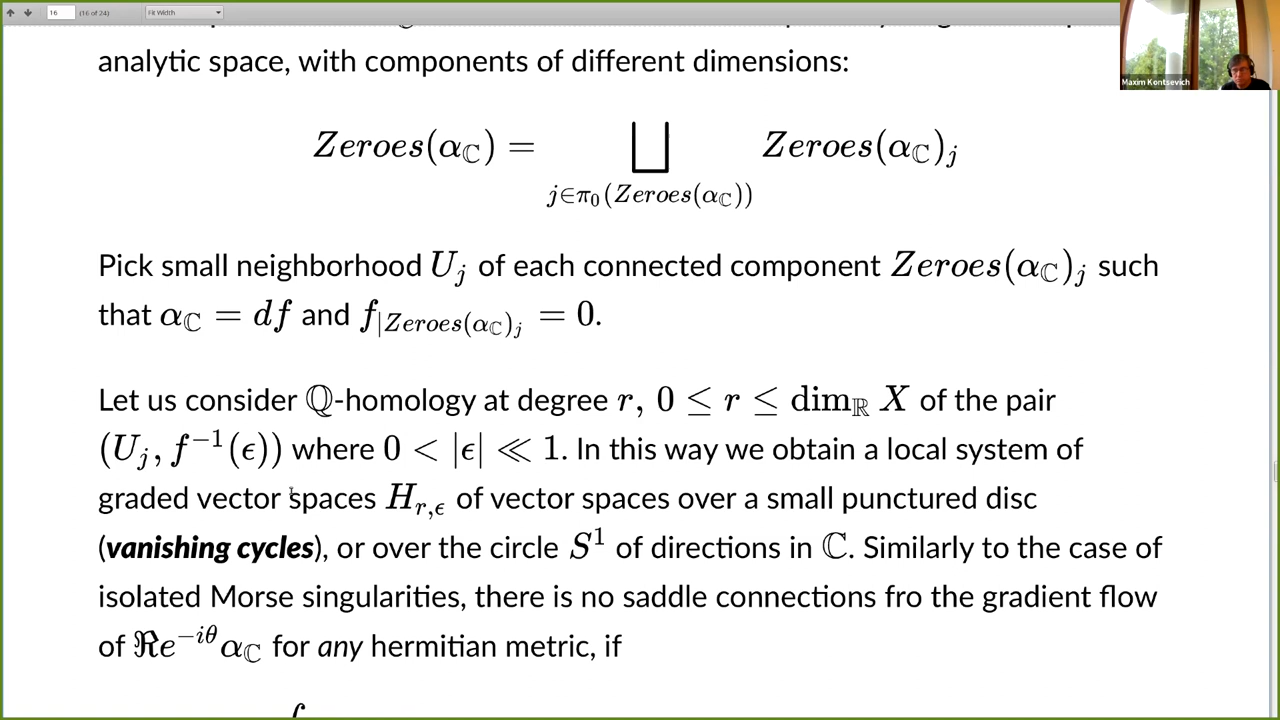 16 (16 of 24) Fit Width
analytic space, with components of different dimensions:
Zeroes(α_ℂ) = ⨆_{j∈π₀(Zeroes(α_ℂ))} Zeroes(α_ℂ)_j
Pick small neighborhood U_j of each connected component Zeroes(α_ℂ)_j such
that α_ℂ = df and f_{|Zeroes(α_ℂ)_j} = 0.
Let us consider ℚ-homology at degree r, 0 ≤ r ≤ dim_ℝ X of the pair
(U_j, f^{−1}(ϵ)) where 0 < |ϵ| ≪ 1. In this way we obtain a local system of
graded vector spaces H_{r,ϵ} of vector spaces over a small punctured disc
(vanishing cycles), or over the circle S^1 of directions in ℂ. Similarly to the case of
isolated Morse singularities, there is no saddle connections fro the gradient flow
of ℜe^{−iθ}α_ℂ for any hermitian metric, if
Maxim Kontsevich